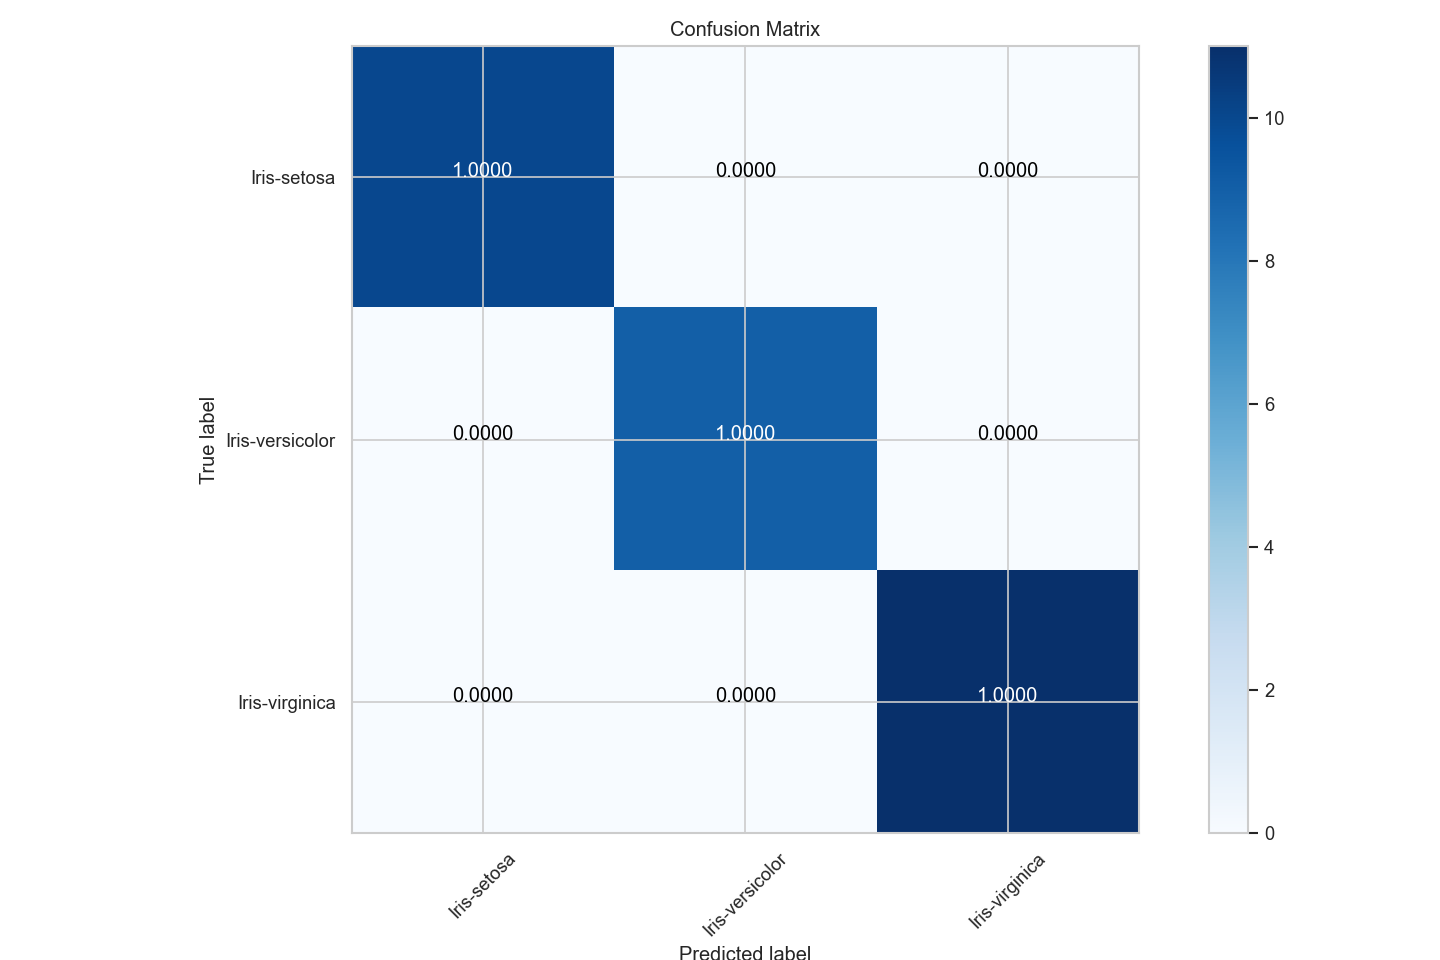 Confusion Matrix
Iris-setosa
1.0000 0.0000 0.0000
Iris-versicolor
0.0000 1.0000 0.0000
Iris-virginica
0.0000 0.0000 1.0000
True label
Iris-setosa Iris-versicolor Iris-virginica
Predicted label
10
8
6
4
2
0